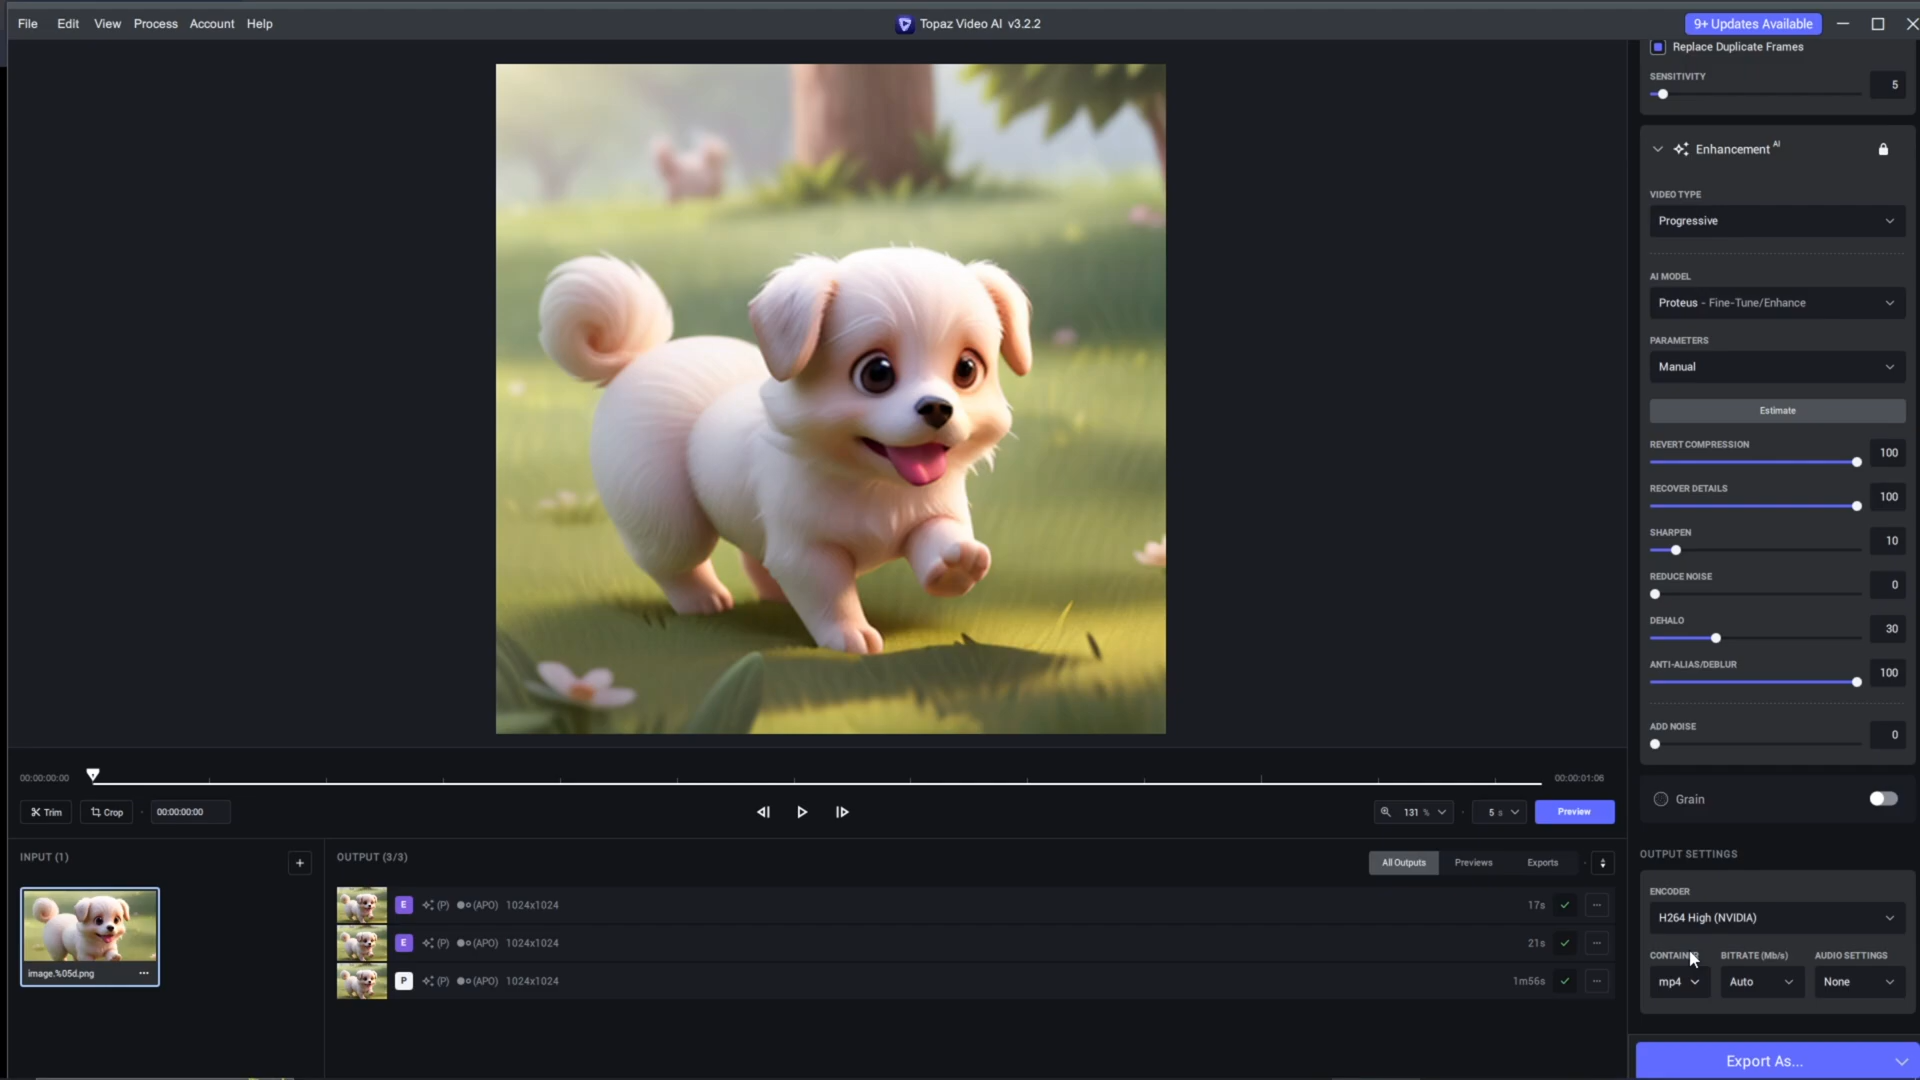 File Edit View Process Account Help
Topaz Video AI v3.2.2
9+ Updates Available
Replace Duplicate Frames
SENSITIVITY
5
Enhancement AI
VIDEO TYPE
Progressive
AI MODEL
Proteus - Fine-Tune/Enhance
PARAMETERS
Manual
Estimate
REVERT COMPRESSION
100
RECOVER DETAILS
100
SHARPEN
10
REDUCE NOISE
0
DEHALO
30
ANTI-ALIAS/DEBLUR
100
ADD NOISE
0
Grain
OUTPUT SETTINGS
ENCODER
H264 High (NVIDIA)
CONTAINER BITRATE (Mb/s) AUDIO SETTINGS
mp4 Auto None
Export As...
00:00:00:00
00:00:01:06
Trim Crop 00:00:00:00
131 % 5 s Preview
INPUT (1)
+
image.%05d.png
OUTPUT (3/3)
All Outputs Previews Exports
E (P) (APO) 1024x1024 17s
E (P) (APO) 1024x1024 21s
P (P) (APO) 1024x1024 1m56s